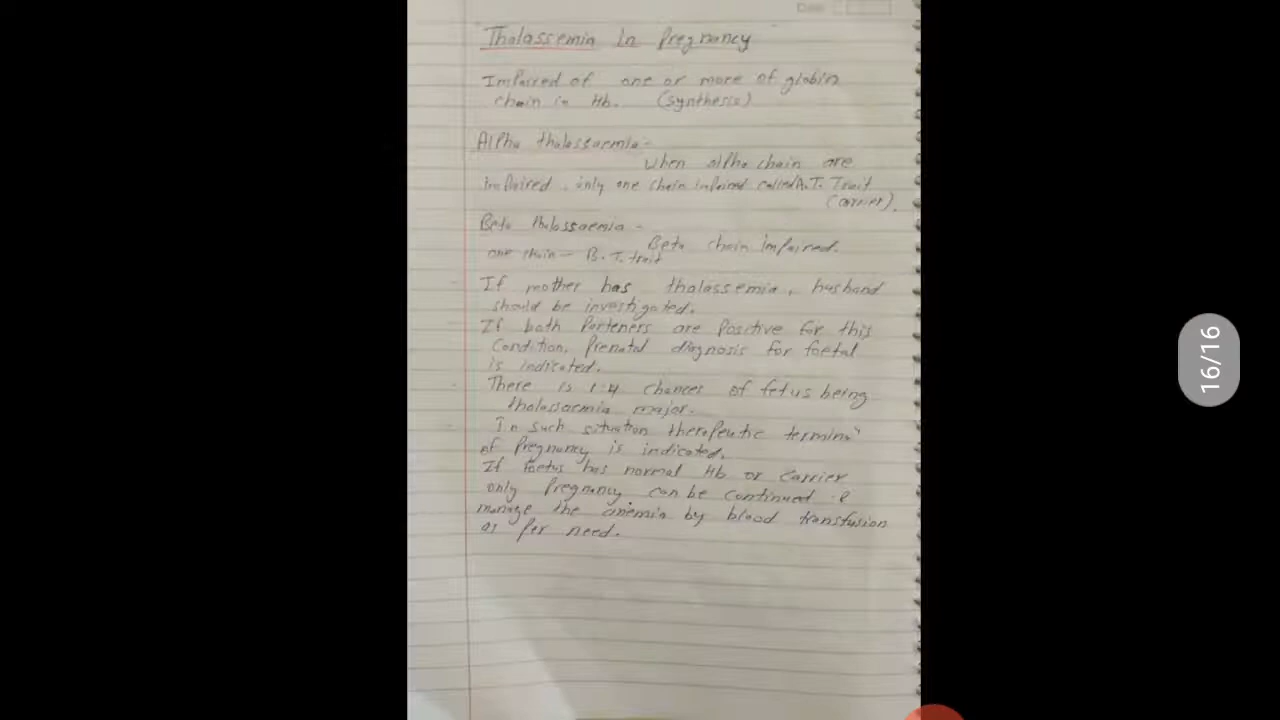 Date
Thalassemia in Pregnancy
Impaired of one or more of globin
chain in Hb. (synthesis)
Alpha thalassaemia-
When alpha chain are
impaired, only one chain impaired called A.T. Trait
(carrier).
Beta thalossaemia -
Beta chain impaired.
one chain - B.T. trait
If mother has thalassemia, husband
should be investigated.
If both Parteners are Positive for this
Condition, Prenatal diagnosis for foetal
is indicated.
There is 1:4 chances of fetus being
thalassaemia major.
In such situation therapeutic termina"
of Pregnancy is indicated.
If Foetus has normal Hb or Carrier
only Pregnancy can be continued &
manage the anemia by blood transfusion
as per need.
16/16